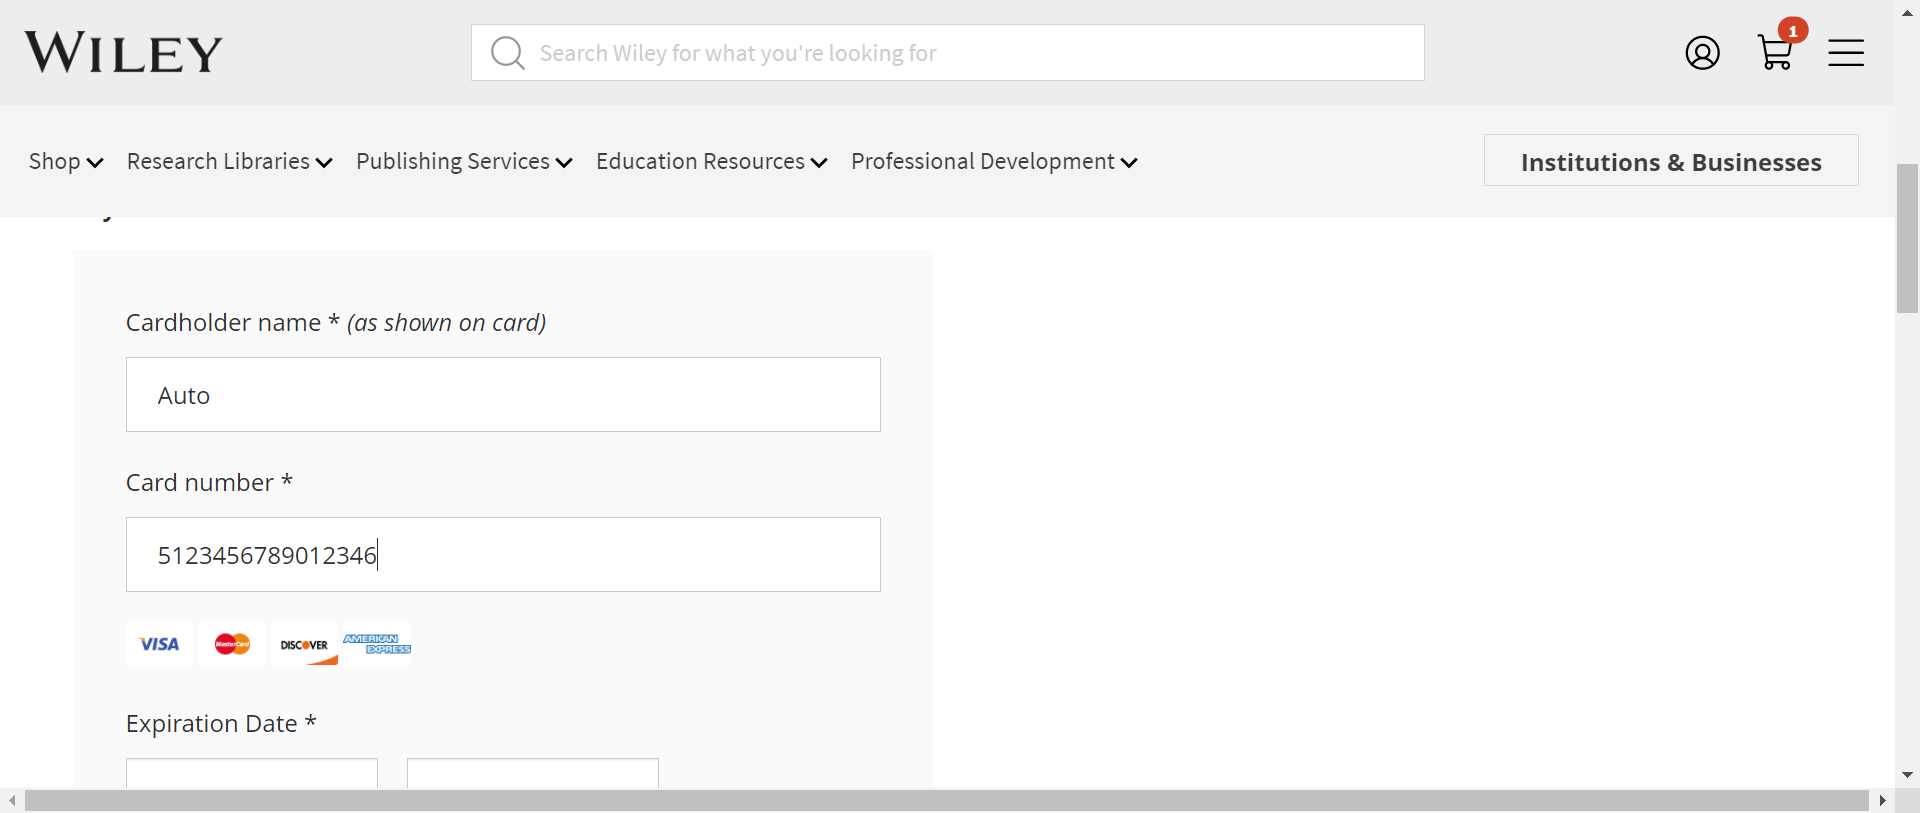 WILEY
Search Wiley for what you're looking for
1
Shop Research Libraries Publishing Services Education Resources Professional Development
Institutions & Businesses
Cardholder name * (as shown on card)
Auto
Card number *
5123456789012346
VISA MasterCard DISCOVER AMERICAN EXPRESS
Expiration Date *